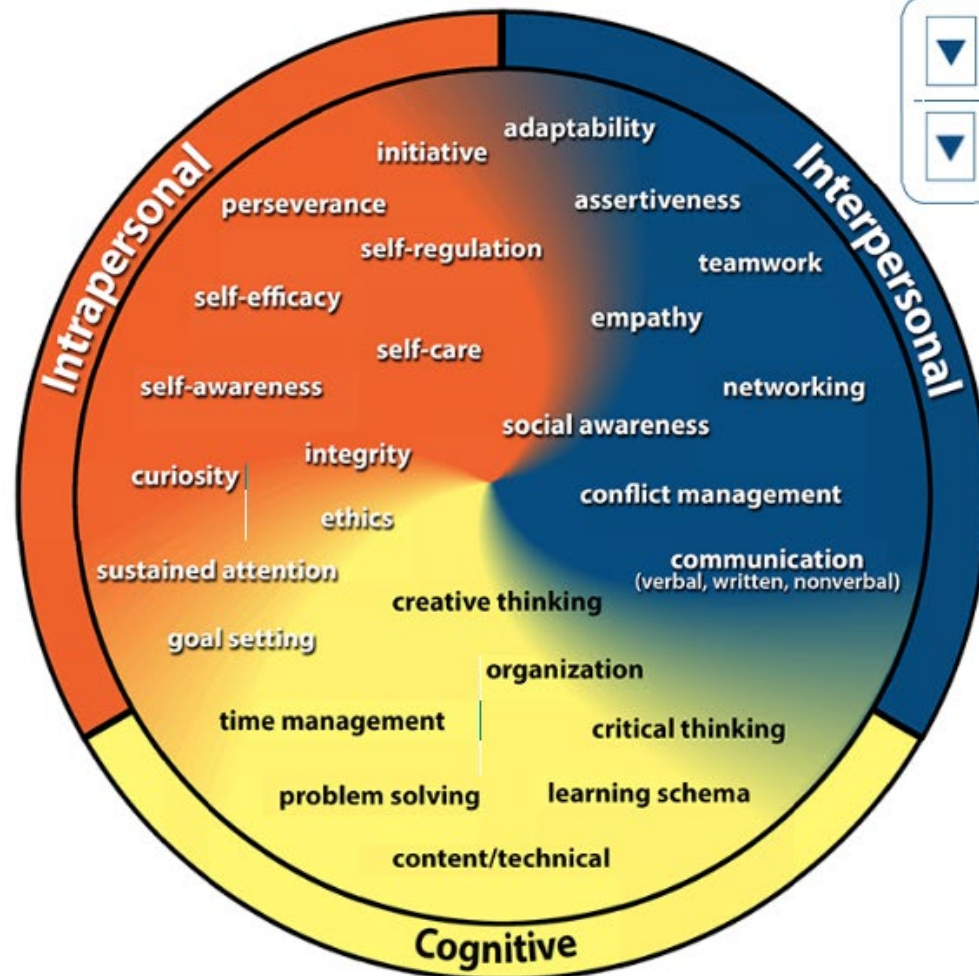 Intrapersonal
Interpersonal
adaptability
initiative
assertiveness
perseverance
self-regulation
teamwork
self-efficacy
empathy
self-care
self-awareness
networking
social awareness
integrity
curiosity
conflict management
ethics
communication
(verbal, written, nonverbal)
sustained attention
creative thinking
goal setting
organization
time management
critical thinking
problem solving
learning schema
content/technical
Cognitive